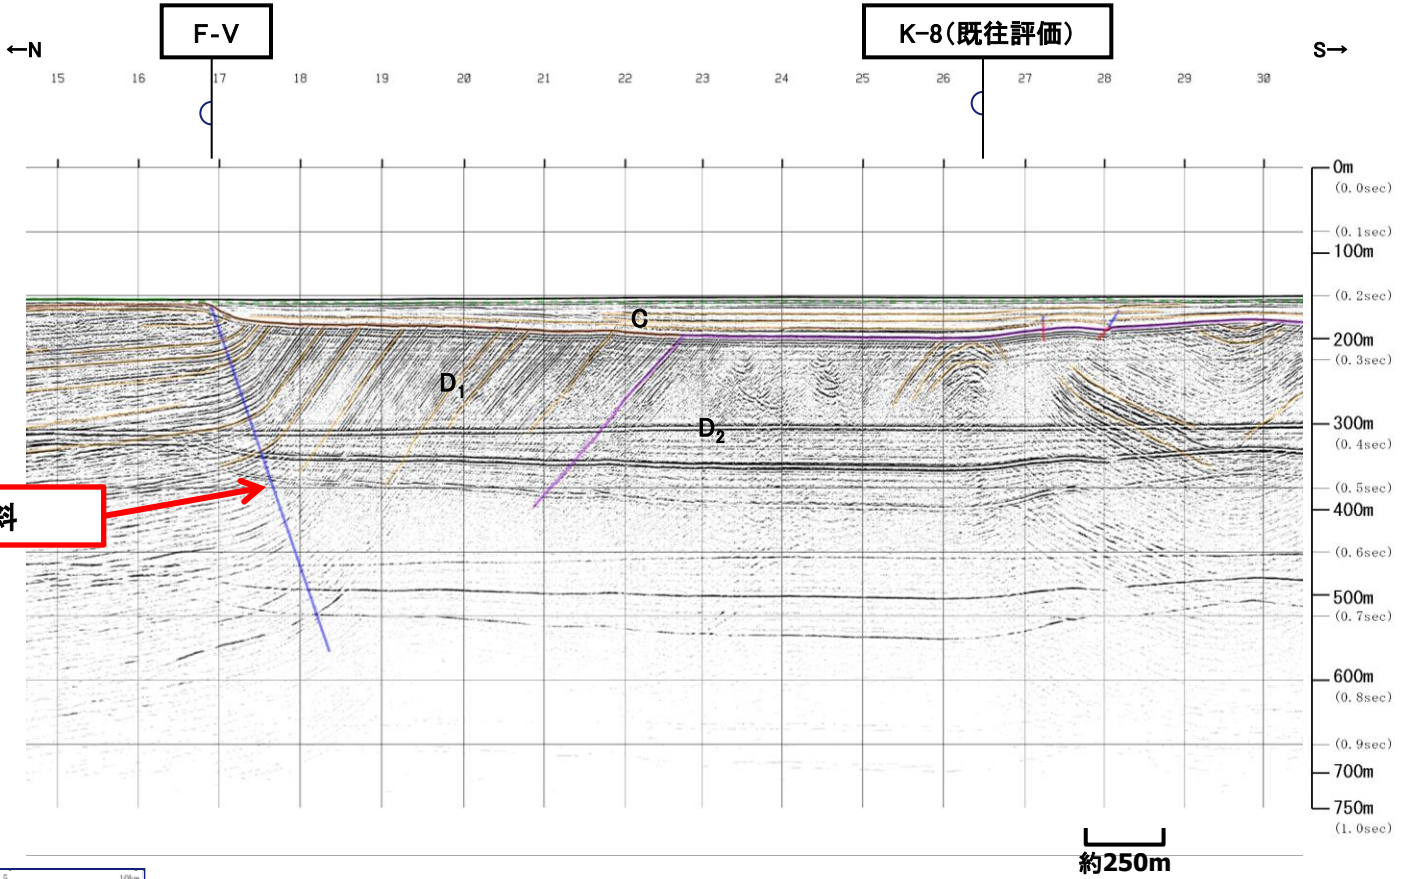 F-V
K-8(既往評価)
←N
S→
15 16 17 18 19 20 21 22 23 24 25 26 27 28 29 30
0m
(0.0sec)
(0.1sec)
100m
(0.2sec)
C
200m
(0.3sec)
D1
300m
D2
(0.4sec)
料
(0.5sec)
400m
(0.6sec)
500m
(0.7sec)
600m
(0.8sec)
(0.9sec)
700m
750m
(1.0sec)
約250m
5 10km